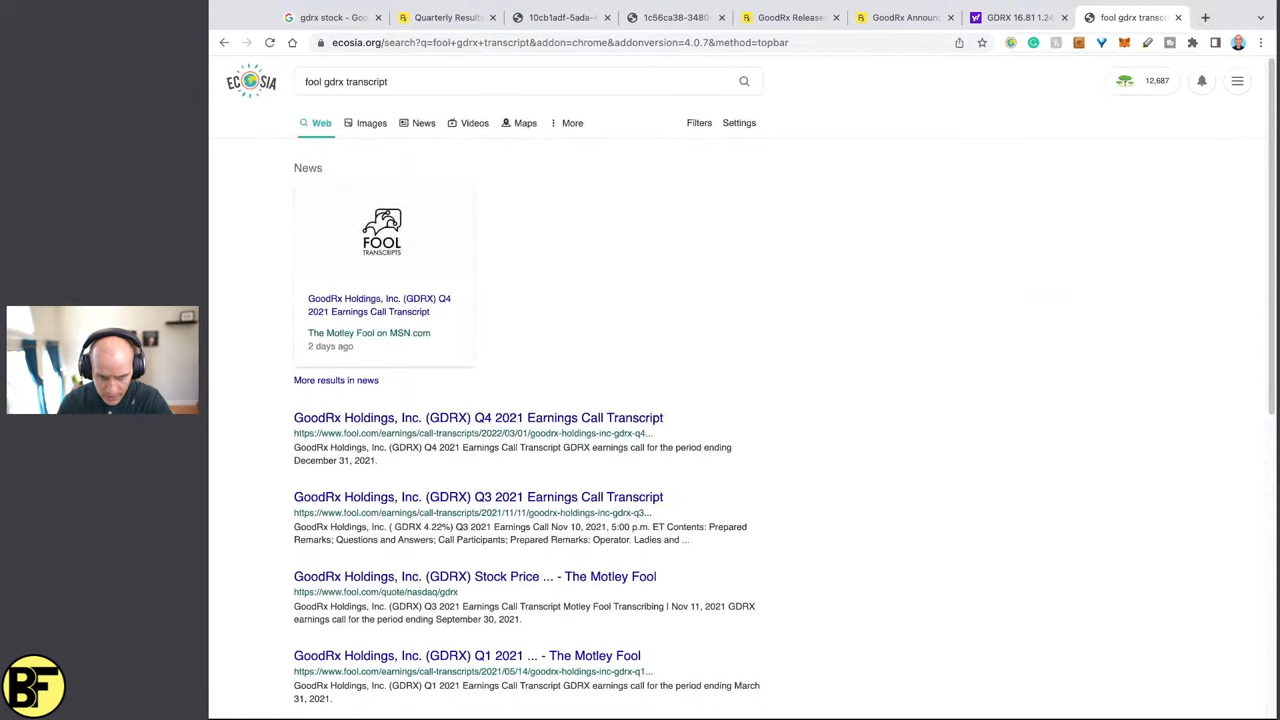 gdrx stock - Goo
Quarterly Results
10cb1adf-5ada-4
1c56ca38-3480-
GoodRx Releases
GoodRx Announc
GDRX 16.81 1.24
fool gdrx transcri
ecosia.org/search?q=fool+gdrx+transcript&addon=chrome&addonversion=4.0.7&method=topbar
ECOSIA
fool gdrx transcript
12,687
Web
Images
News
Videos
Maps
More
Filters
Settings
News
FOOL
TRANSCRIPTS
GoodRx Holdings, Inc. (GDRX) Q4
2021 Earnings Call Transcript
The Motley Fool on MSN.com
2 days ago
More results in news
GoodRx Holdings, Inc. (GDRX) Q4 2021 Earnings Call Transcript
https://www.fool.com/earnings/call-transcripts/2022/03/01/goodrx-holdings-inc-gdrx-q4...
GoodRx Holdings, Inc. (GDRX) Q4 2021 Earnings Call Transcript GDRX earnings call for the period ending
December 31, 2021.
GoodRx Holdings, Inc. (GDRX) Q3 2021 Earnings Call Transcript
https://www.fool.com/earnings/call-transcripts/2021/11/11/goodrx-holdings-inc-gdrx-q3...
GoodRx Holdings, Inc. ( GDRX 4.22%) Q3 2021 Earnings Call Nov 10, 2021, 5:00 p.m. ET Contents: Prepared
Remarks; Questions and Answers; Call Participants; Prepared Remarks: Operator. Ladies and ...
GoodRx Holdings, Inc. (GDRX) Stock Price ... - The Motley Fool
https://www.fool.com/quote/nasdaq/gdrx
GoodRx Holdings, Inc. (GDRX) Q3 2021 Earnings Call Transcript Motley Fool Transcribing | Nov 11, 2021 GDRX
earnings call for the period ending September 30, 2021.
GoodRx Holdings, Inc. (GDRX) Q1 2021 ... - The Motley Fool
https://www.fool.com/earnings/call-transcripts/2021/05/14/goodrx-holdings-inc-gdrx-q1...
GoodRx Holdings, Inc. (GDRX) Q1 2021 Earnings Call Transcript GDRX earnings call for the period ending March
31, 2021.
BF